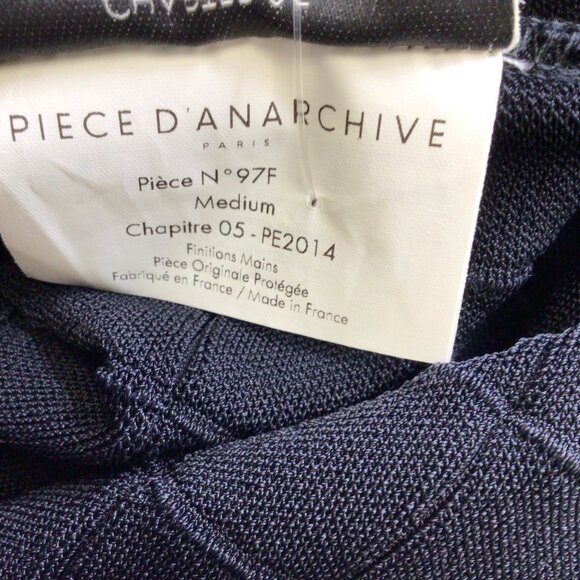 PIECE D'ANARCHIVE
PARIS
Pièce N°97F
Medium
Chapitre 05 - PE2014
Finitions Mains
Pièce Originale Protégée
Fabriqué en France / Made in France